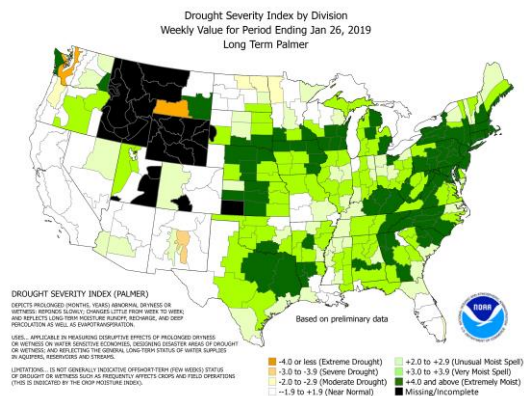 Drought Severity Index by Division
Weekly Value for Period Ending Jan 26, 2019
Long Term Palmer
DROUGHT SEVERITY INDEX (PALMER)
DEPICTS PROLONGED (MONTHS, YEARS) ABNORMAL DRYNESS OR
WETNESS; RESPONDS SLOWLY; CHANGES LITTLE FROM WEEK TO WEEK;
AND REFLECTS LONG-TERM MOISTURE RUNOFF, RECHARGE, AND DEEP
PERCOLATION AS WELL AS EVAPOTRANSPIRATION.
USES... APPLICABLE IN MEASURING DISRUPTIVE EFFECTS OF PROLONGED DRYNESS
OR WETNESS ON WATER SENSITIVE ECONOMIES, DESIGNING DISASTER AREAS OF DROUGHT
OR WETNESS; AND REFLECTING THE GENERAL LONG-TERM STATUS OF WATER SUPPLIES
IN AQUIFERS, RESERVOIRS AND STREAMS.
LIMITATIONS... IS NOT GENERALLY INDICATIVE OF SHORT-TERM (FEW WEEKS) STATUS
OF DROUGHT OR WETNESS SUCH AS FREQUENTLY AFFECTS CROPS AND FIELD OPERATIONS
(THIS IS INDICATED BY THE CROP MOISTURE INDEX).
Based on preliminary data
NOAA
-4.0 or less (Extreme Drought)
-3.0 to -3.9 (Severe Drought)
-2.0 to -2.9 (Moderate Drought)
-1.9 to +1.9 (Near Normal)
+2.0 to +2.9 (Unusual Moist Spell)
+3.0 to +3.9 (Very Moist Spell)
+4.0 and above (Extremely Moist)
Missing/Incomplete